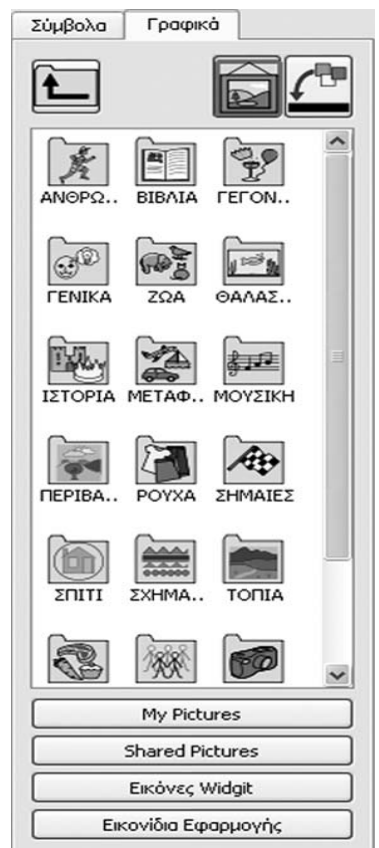 Σύμβολα Γραφικά
ΑΝΘΡΩ.. ΒΙΒΛΙΑ ΓΕΓΟΝ..
ΓΕΝΙΚΑ ΖΩΑ ΘΑΛΑΣ..
ΙΣΤΟΡΙΑ ΜΕΤΑΦ.. ΜΟΥΣΙΚΗ
ΠΕΡΙΒΑ.. ΡΟΥΧΑ ΣΗΜΑΙΕΣ
ΣΠΙΤΙ ΣΧΗΜΑ.. ΤΟΠΙΑ
My Pictures
Shared Pictures
Εικόνες Widgit
Εικονίδια Εφαρμογής